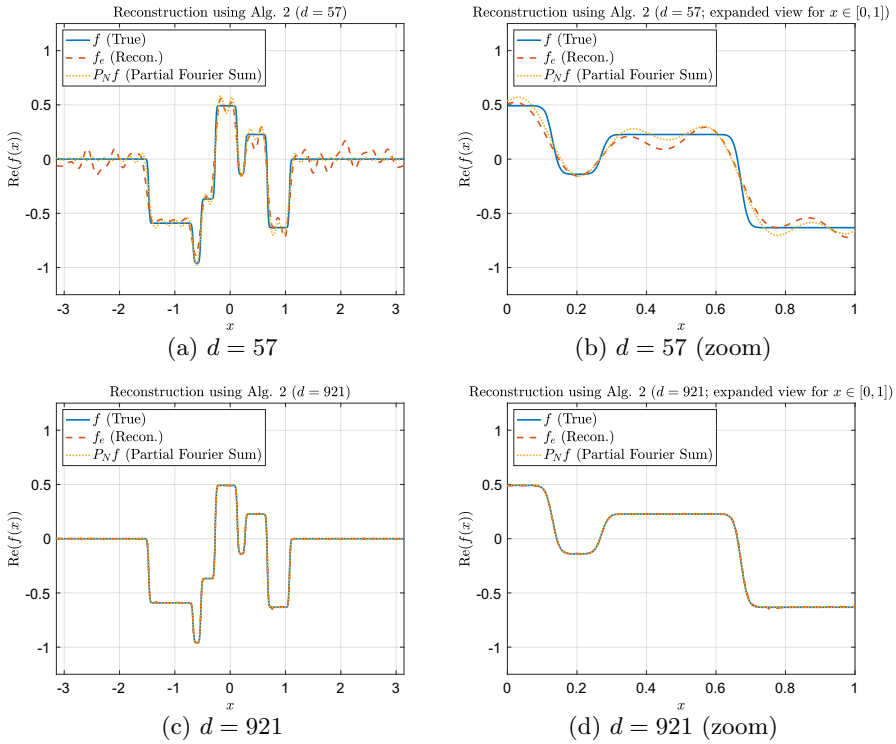 Reconstruction using Alg. 2 (d = 57)
f (True)
f_e (Recon.)
P_N f (Partial Fourier Sum)
Re(f(x))
1
0.5
0
-0.5
-1
-3 -2 -1 0 1 2 3
x
(a) d = 57
Reconstruction using Alg. 2 (d = 57; expanded view for x ∈ [0, 1])
f (True)
f_e (Recon.)
P_N f (Partial Fourier Sum)
Re(f(x))
1
0.5
0
-0.5
-1
0 0.2 0.4 0.6 0.8 1
x
(b) d = 57 (zoom)
Reconstruction using Alg. 2 (d = 921)
f (True)
f_e (Recon.)
P_N f (Partial Fourier Sum)
Re(f(x))
1
0.5
0
-0.5
-1
-3 -2 -1 0 1 2 3
x
(c) d = 921
Reconstruction using Alg. 2 (d = 921; expanded view for x ∈ [0, 1])
f (True)
f_e (Recon.)
P_N f (Partial Fourier Sum)
Re(f(x))
1
0.5
0
-0.5
-1
0 0.2 0.4 0.6 0.8 1
x
(d) d = 921 (zoom)